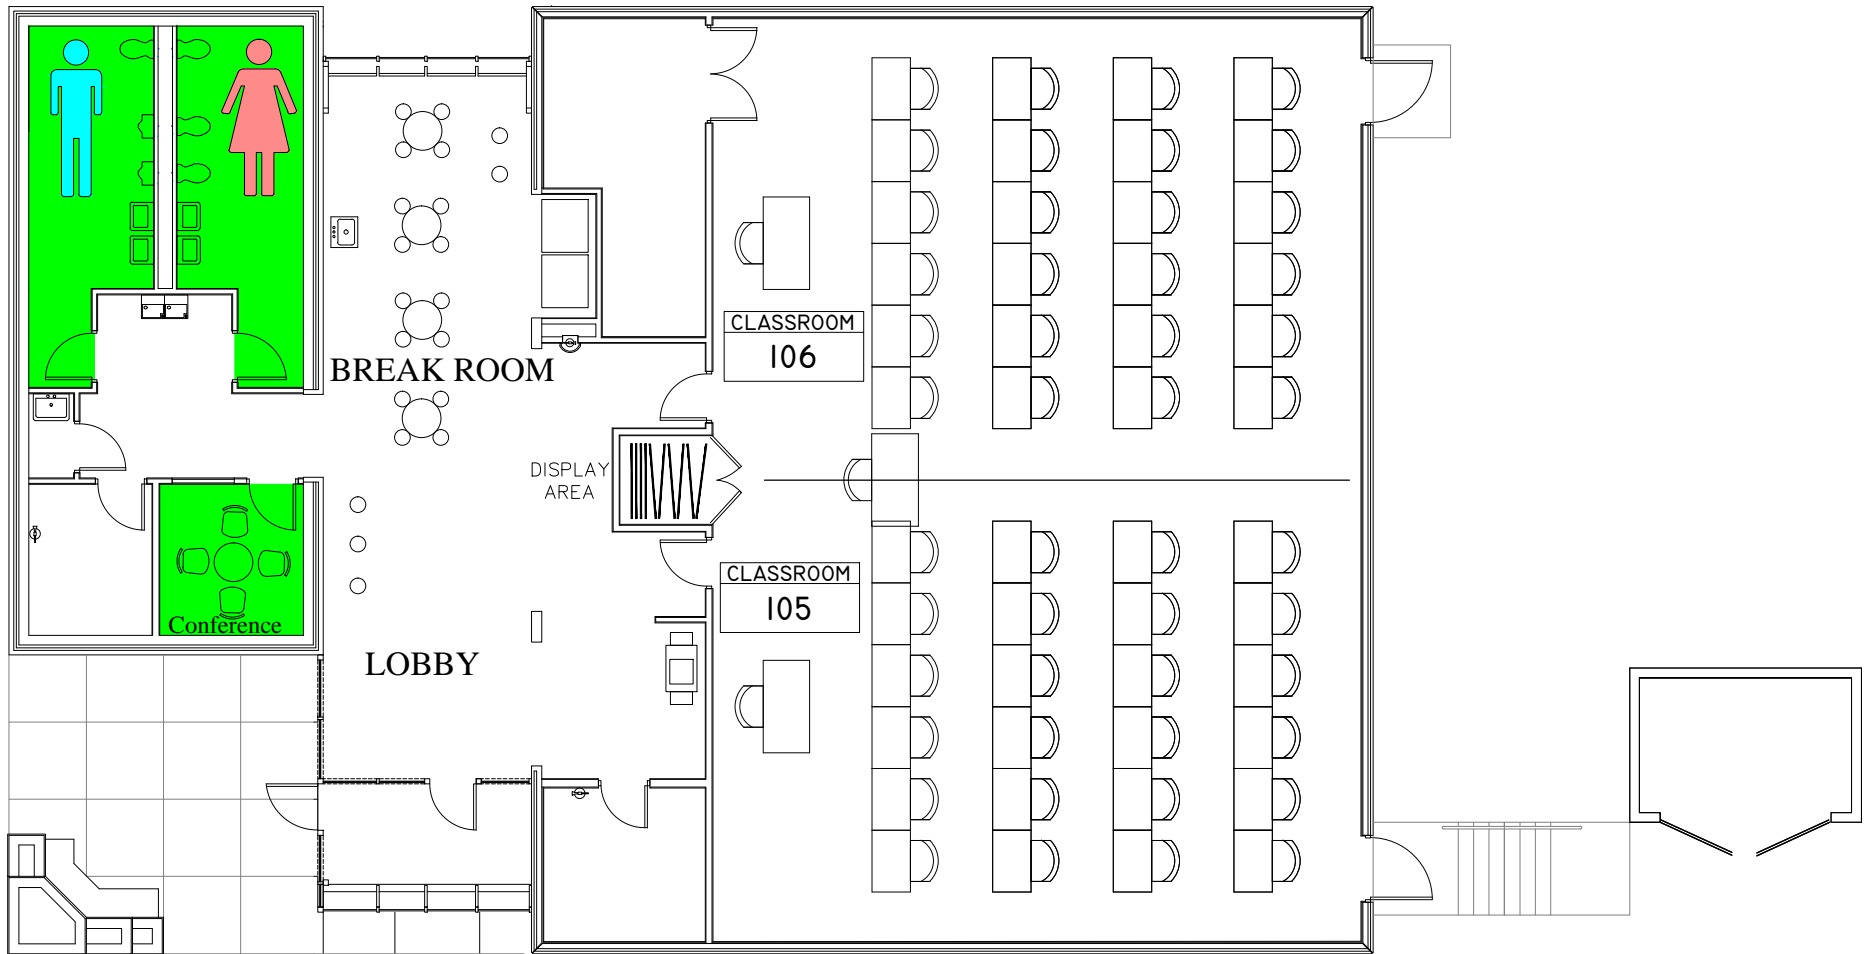 CLASSROOM
106
BREAK ROOM
DISPLAY
AREA
CLASSROOM
105
Conference
LOBBY